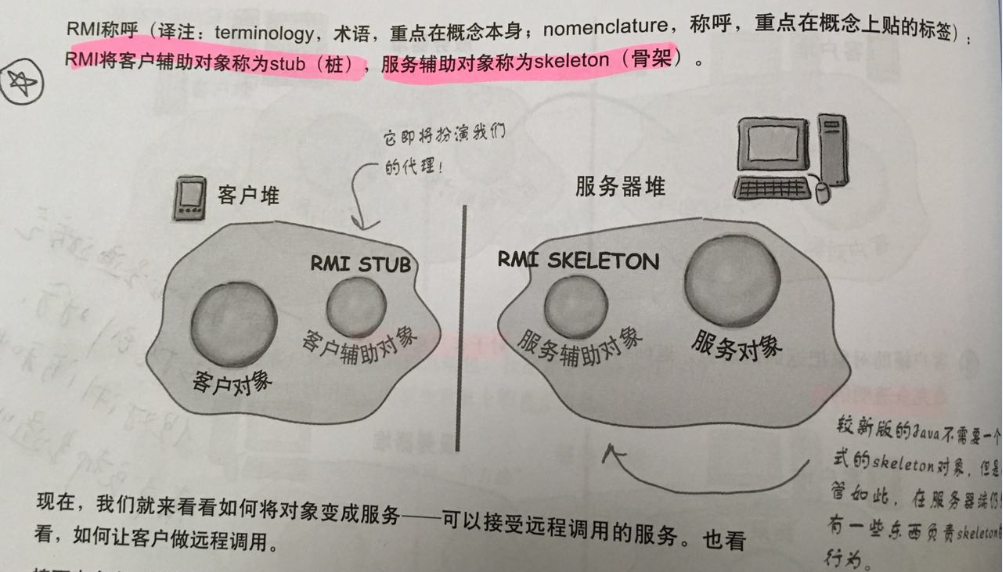 RMI称呼（译注：terminology，术语，重点在概念本身；nomenclature，称呼，重点在概念上贴的标签）：
RMI将客户辅助对象称为stub（桩），服务辅助对象称为skeleton（骨架）。
它即将扮演我们
的代理！
客户堆
服务器堆
RMI STUB
客户对象
客户辅助对象
RMI SKELETON
服务辅助对象
服务对象
较新版的Java不需要一个
式的skeleton对象，但是
管如此，在服务器端仍
有一些东西负责skeleton
行为。
现在，我们就来看看如何将对象变成服务——可以接受远程调用的服务。也看
看，如何让客户做远程调用。